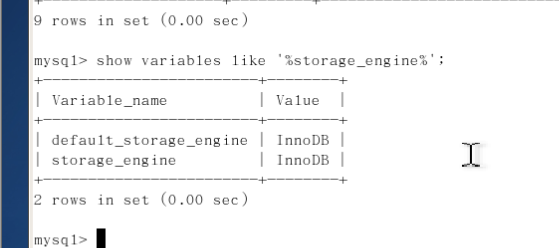 9 rows in set (0.00 sec)
mysql> show variables like '%storage_engine%';
+------------------------+--------+
| Variable_name          | Value  |
+------------------------+--------+
| default_storage_engine | InnoDB |
| storage_engine         | InnoDB |
+------------------------+--------+
2 rows in set (0.00 sec)
mysql>